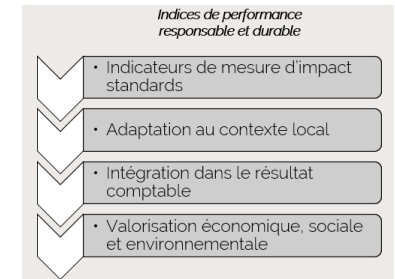 Indices de performance
responsable et durable
• Indicateurs de mesure d'impact
standards
• Adaptation au contexte local
• Intégration dans le résultat
comptable
• Valorisation économique, sociale
et environnementale